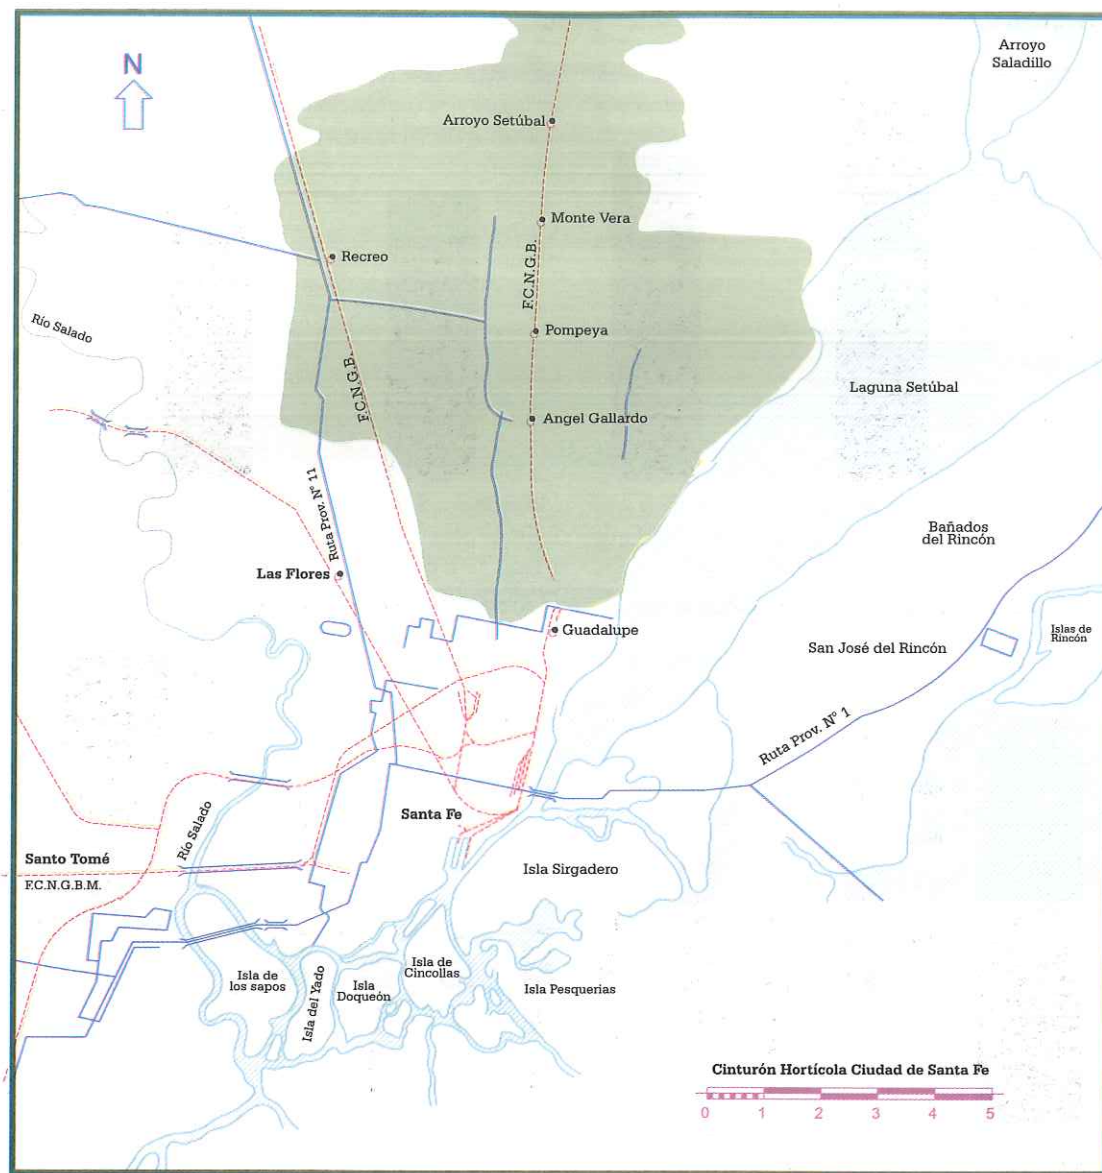 N
Arroyo
Saladillo
Arroyo Setúbal
Monte Vera
F.C.N.G.B.
Recreo
Río Salado
Pompeya
F.C.N.G.B.
Laguna Setúbal
Angel Gallardo
Ruta Prov. Nº 11
Bañados
del Rincón
Las Flores
Guadalupe
San José del Rincón
Islas de
Rincón
Ruta Prov. Nº 1
Santa Fe
Río Salado
Santo Tomé
F.C.N.G.B.M.
Isla Sirgadero
Isla de
los sapos
Isla del Yado
Isla
Doqueón
Isla de
Cincollas
Isla Pesquerias
Cinturón Hortícola Ciudad de Santa Fe
0 1 2 3 4 5